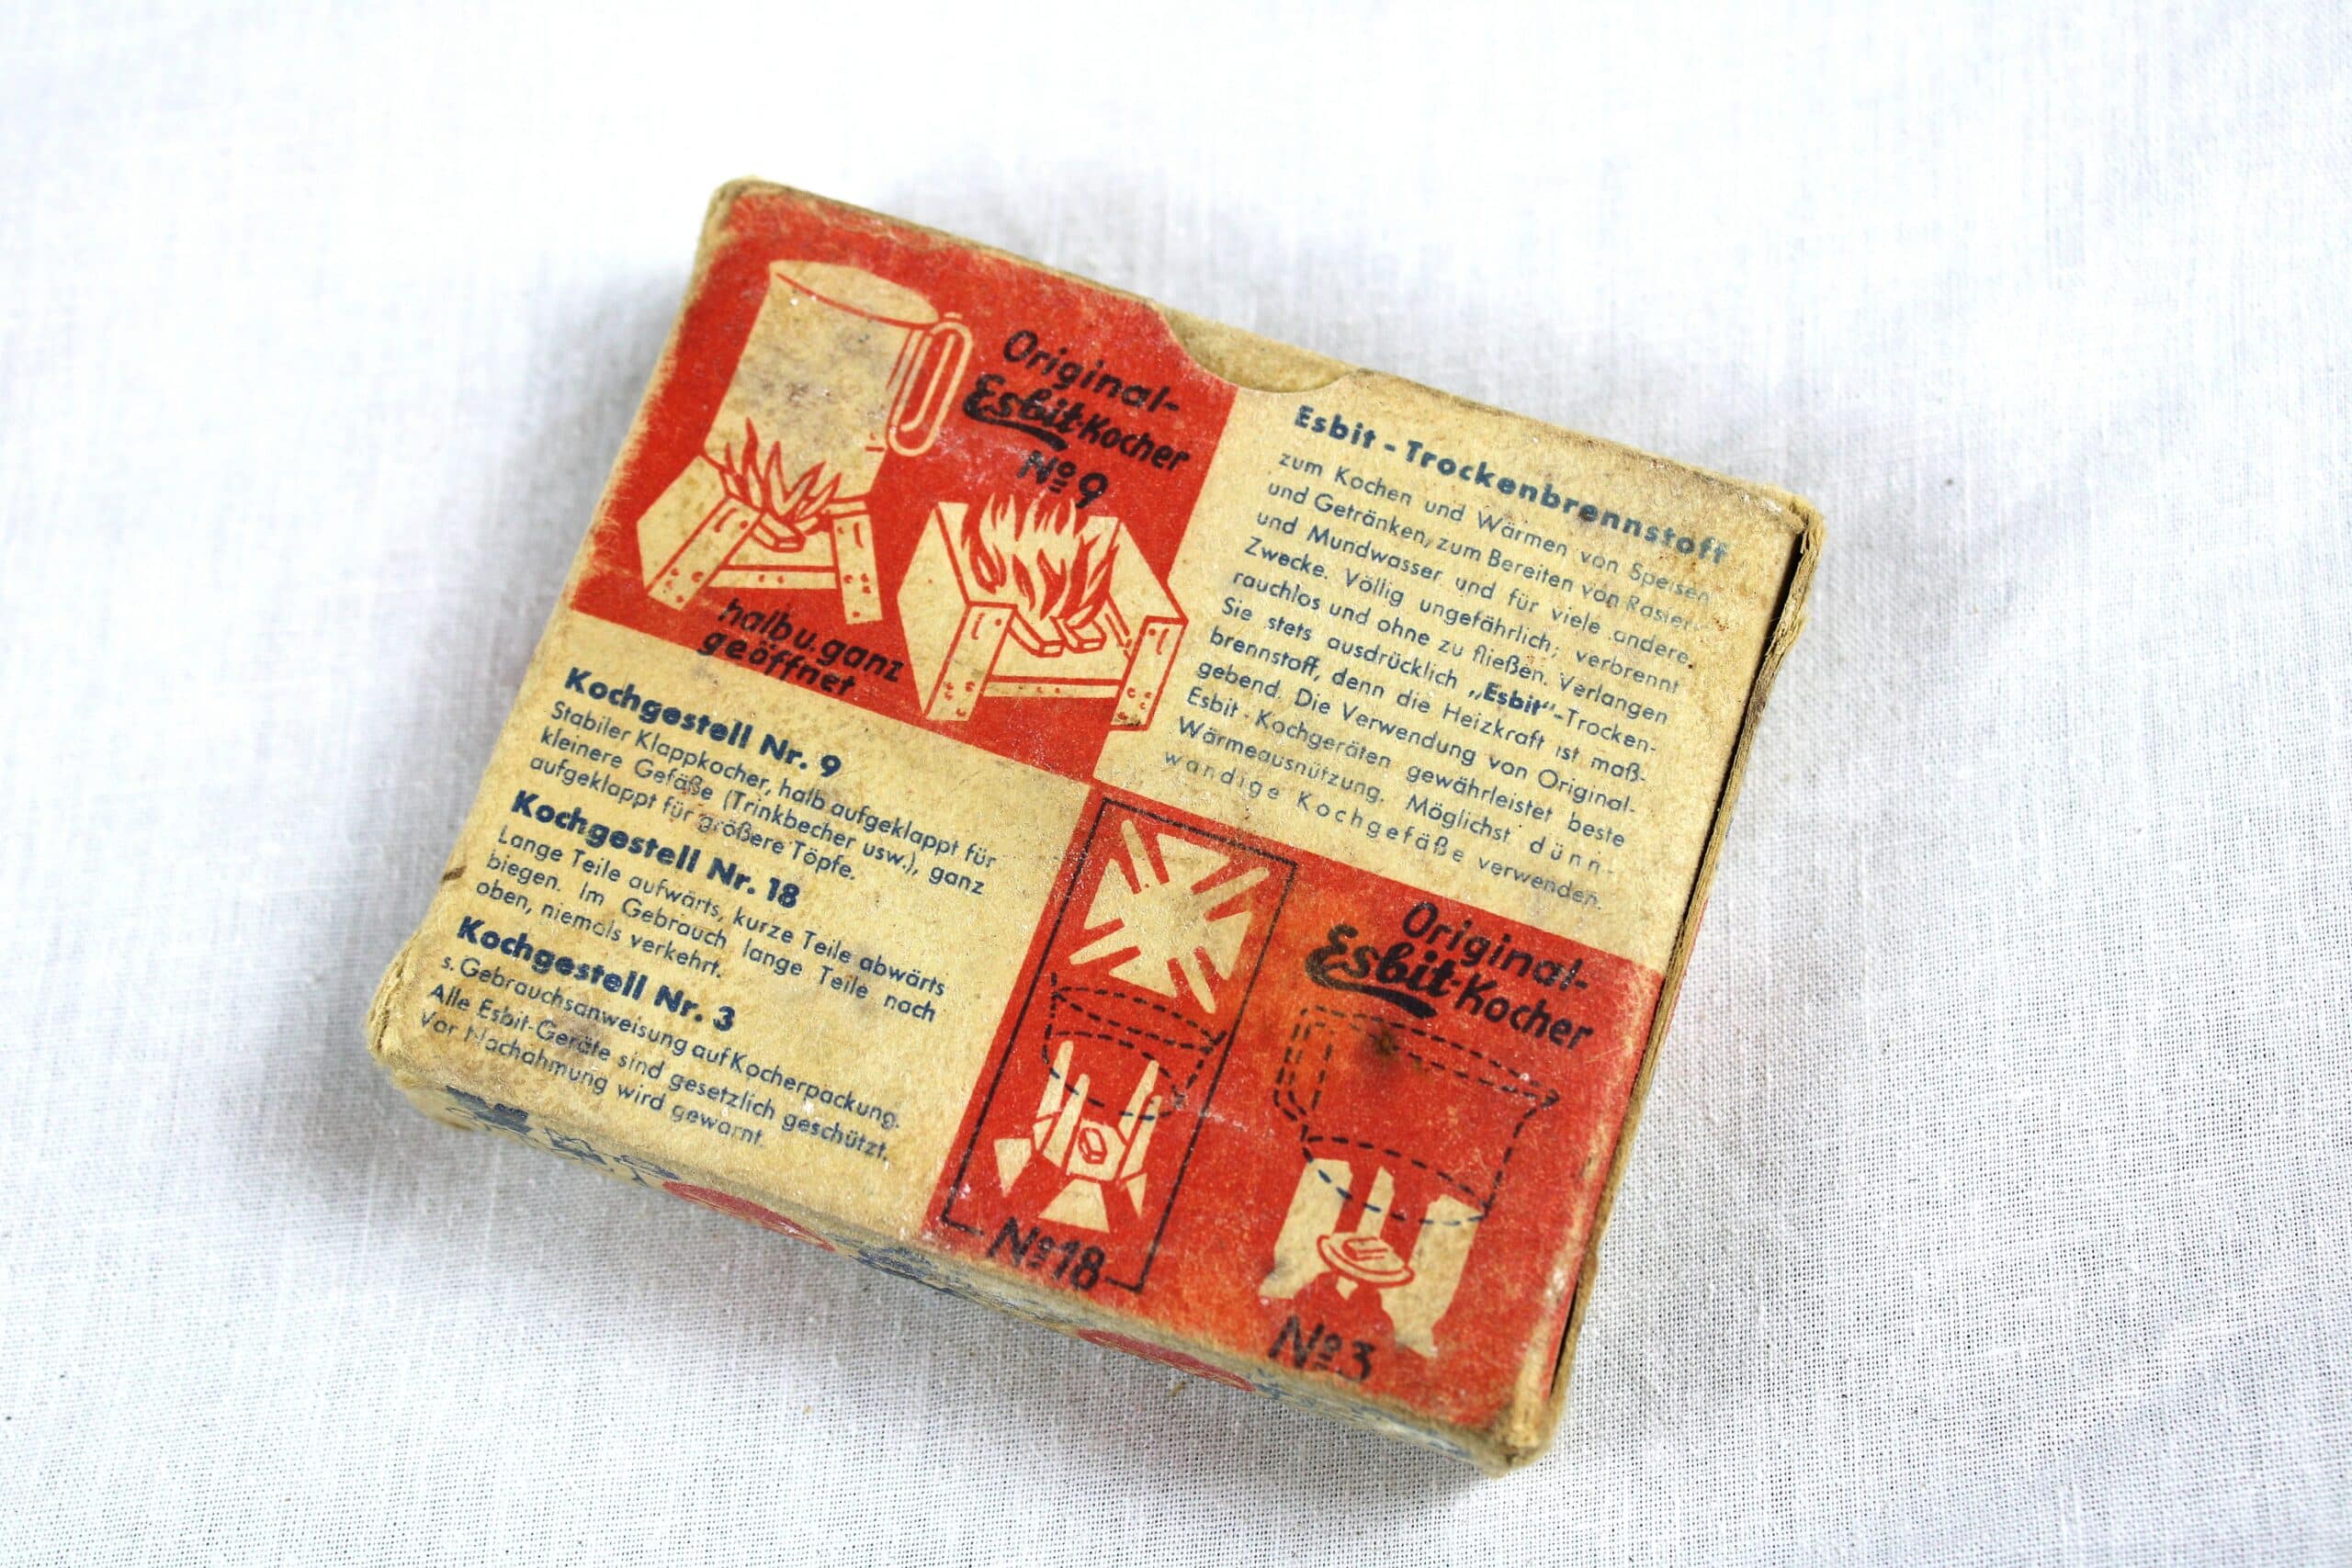 Original-
Esbit-Kocher
No 9
halb u. ganz
geöffnet
Esbit-Trockenbrennstoff
zum Kochen und Wärmen von Speisen
und Getränken, zum Bereiten von Rasier-
und Mundwasser und für viele andere
Zwecke. Völlig ungefährlich; verbrennt
rauchlos und ohne zu fließen. Verlangen
Sie stets ausdrücklich „Esbit“-Trocken-
brennstoff, denn die Heizkraft ist maß-
gebend. Die Verwendung von Original-
Esbit-Kochgeräten gewährleistet beste
Wärmeausnützung. Möglichst dünn-
wandige Kochgefäße verwenden.
Kochgestell Nr. 9
Stabiler Klappkocher, halb aufgeklappt für
kleinere Gefäße (Trinkbecher usw.), ganz
aufgeklappt für größere Töpfe.
Kochgestell Nr. 18
Lange Teile aufwärts, kurze Teile abwärts
biegen. Im Gebrauch lange Teile nach
oben, niemals verkehrt.
Kochgestell Nr. 3
s. Gebrauchsanweisung auf Kocherpackung.
Alle Esbit-Geräte sind gesetzlich geschützt.
Vor Nachahmung wird gewarnt.
Original-
Esbit-Kocher
No 18
No 3